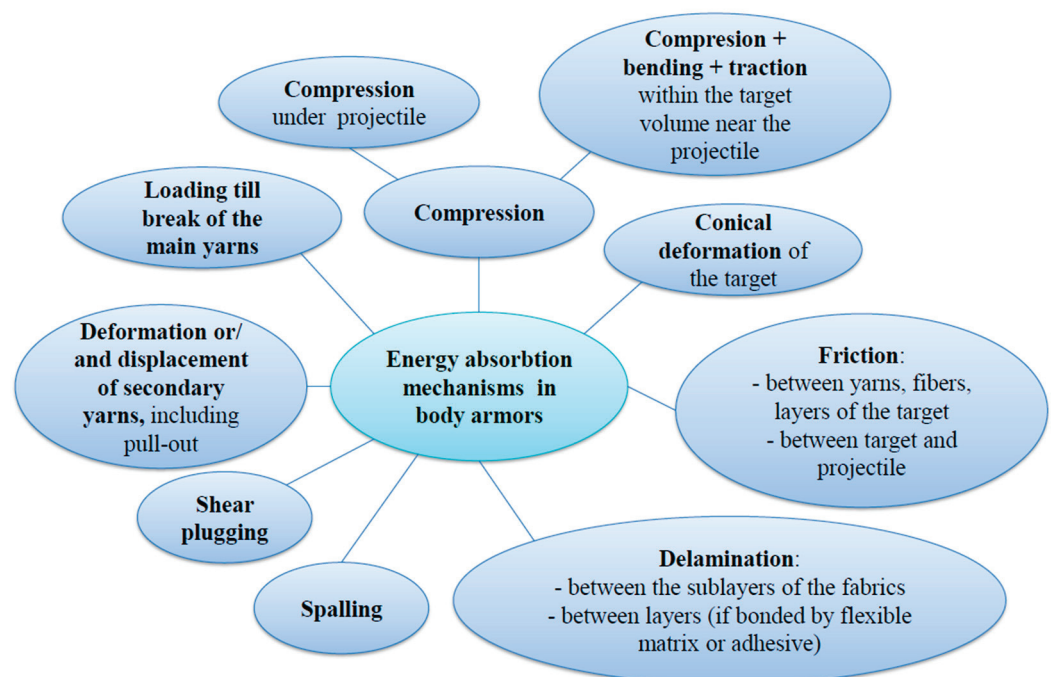 Compression
under projectile
Compresion +
bending + traction
within the target
volume near the
projectile
Loading till
break of the
main yarns
Compression
Conical
deformation of
the target
Deformation or/
and displacement
of secondary
yarns, including
pull-out
Energy absorbtion
mechanisms in
body armors
Friction:
- between yarns, fibers,
layers of the target
- between target and
projectile
Shear
plugging
Spalling
Delamination:
- between the sublayers of the fabrics
- between layers (if bonded by flexible
matrix or adhesive)